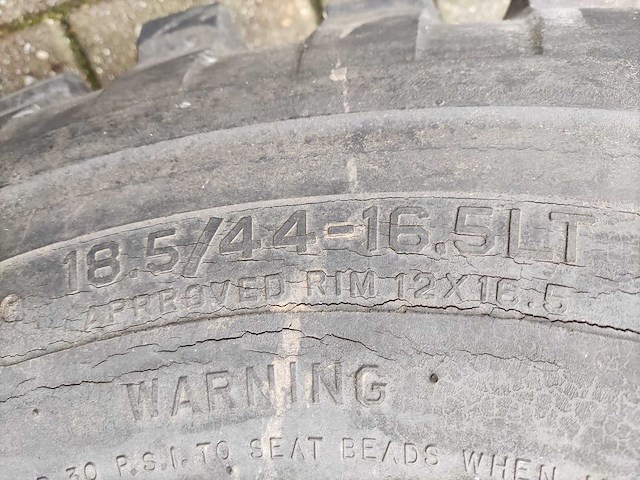 18.5/44-16.5LT
APPROVED RIM 12X16.5
WARNING
30 P.S.I. TO SEAT BEADS WHEN